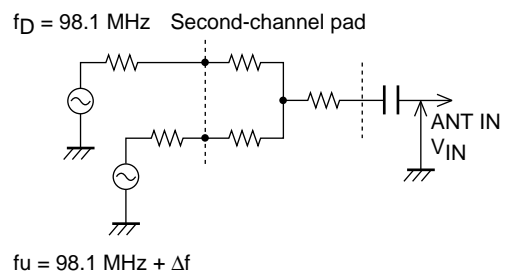 fD = 98.1 MHz Second-channel pad
ANT IN
VIN
fu = 98.1 MHz + Δf